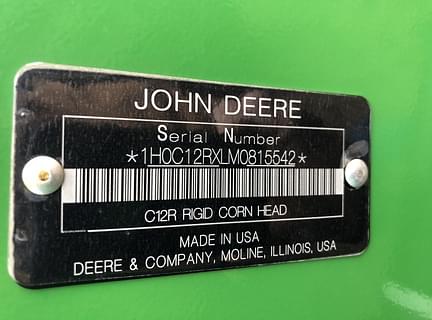 JOHN DEERE
Serial Number
*1H0C12RXLM0815542*
C12R RIGID CORN HEAD
MADE IN USA
DEERE & COMPANY, MOLINE, ILLINOIS, USA